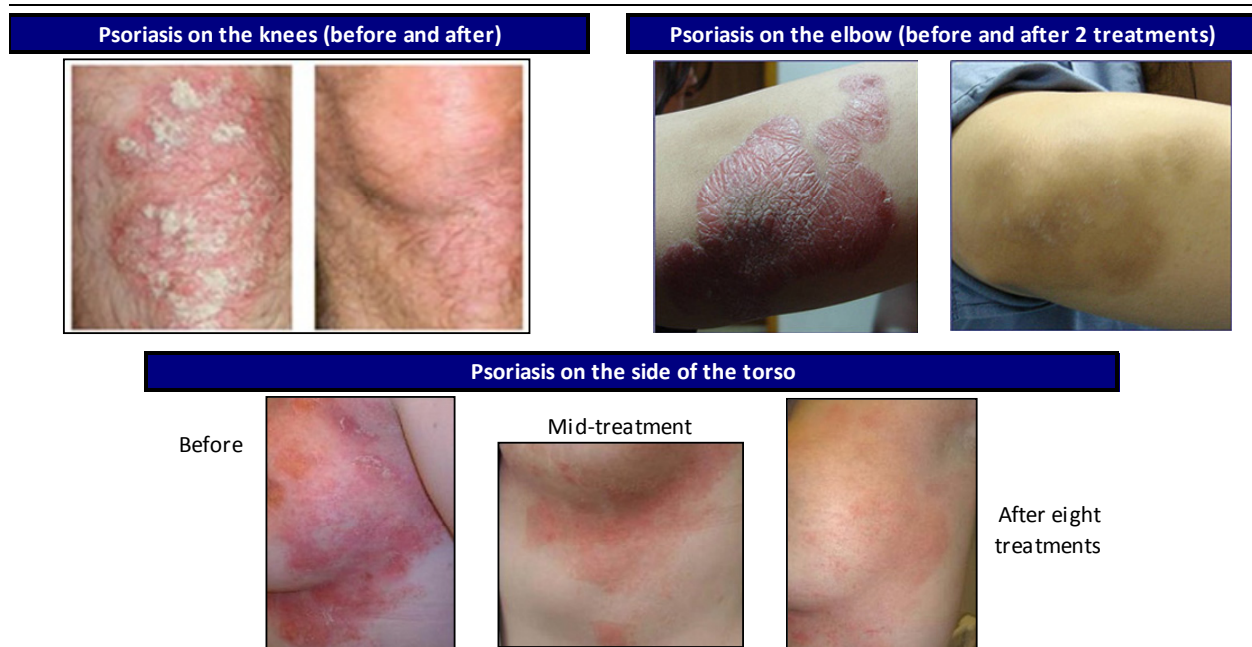 Psoriasis on the knees (before and after)
Psoriasis on the elbow (before and after 2 treatments)
Psoriasis on the side of the torso
Before
Mid-treatment
After eight
treatments